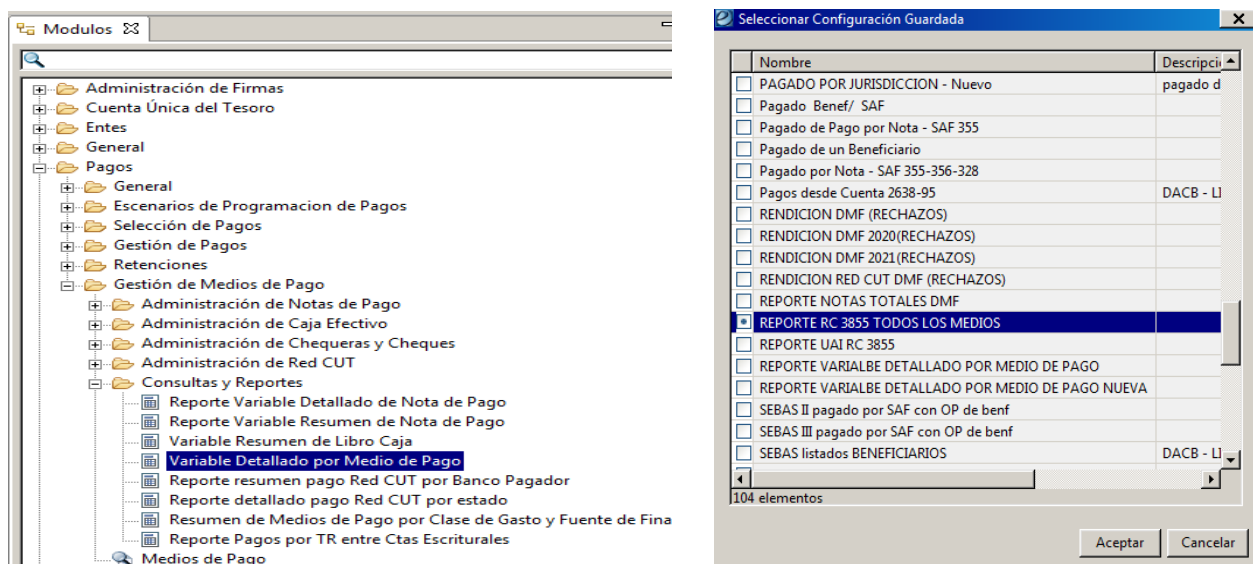 Modulos
Administración de Firmas
Cuenta Única del Tesoro
Entes
General
Pagos
General
Escenarios de Programacion de Pagos
Selección de Pagos
Gestión de Pagos
Retenciones
Gestión de Medios de Pago
Administración de Notas de Pago
Administración de Caja Efectivo
Administración de Chequeras y Cheques
Administración de Red CUT
Consultas y Reportes
Reporte Variable Detallado de Nota de Pago
Reporte Variable Resumen de Nota de Pago
Variable Resumen de Libro Caja
Variable Detallado por Medio de Pago
Reporte resumen pago Red CUT por Banco Pagador
Reporte detallado pago Red CUT por estado
Resumen de Medios de Pago por Clase de Gasto y Fuente de Fina
Reporte Pagos por TR entre Ctas Escriturales
Medios de Pago
Seleccionar Configuración Guardada
Nombre Descripci
PAGADO POR JURISDICCION - Nuevo pagado d
Pagado Benef/ SAF
Pagado de Pago por Nota - SAF 355
Pagado de un Beneficiario
Pagado por Nota - SAF 355-356-328
Pagos desde Cuenta 2638-95 DACB - LI
RENDICION DMF (RECHAZOS)
RENDICION DMF 2020(RECHAZOS)
RENDICION DMF 2021(RECHAZOS)
RENDICION RED CUT DMF (RECHAZOS)
REPORTE NOTAS TOTALES DMF
REPORTE RC 3855 TODOS LOS MEDIOS
REPORTE UAI RC 3855
REPORTE VARIALBE DETALLADO POR MEDIO DE PAGO
REPORTE VARIALBE DETALLADO POR MEDIO DE PAGO NUEVA
SEBAS II pagado por SAF con OP de benf
SEBAS III pagado por SAF con OP de benf
SEBAS listados BENEFICIARIOS DACB - LI
104 elementos
Aceptar Cancelar